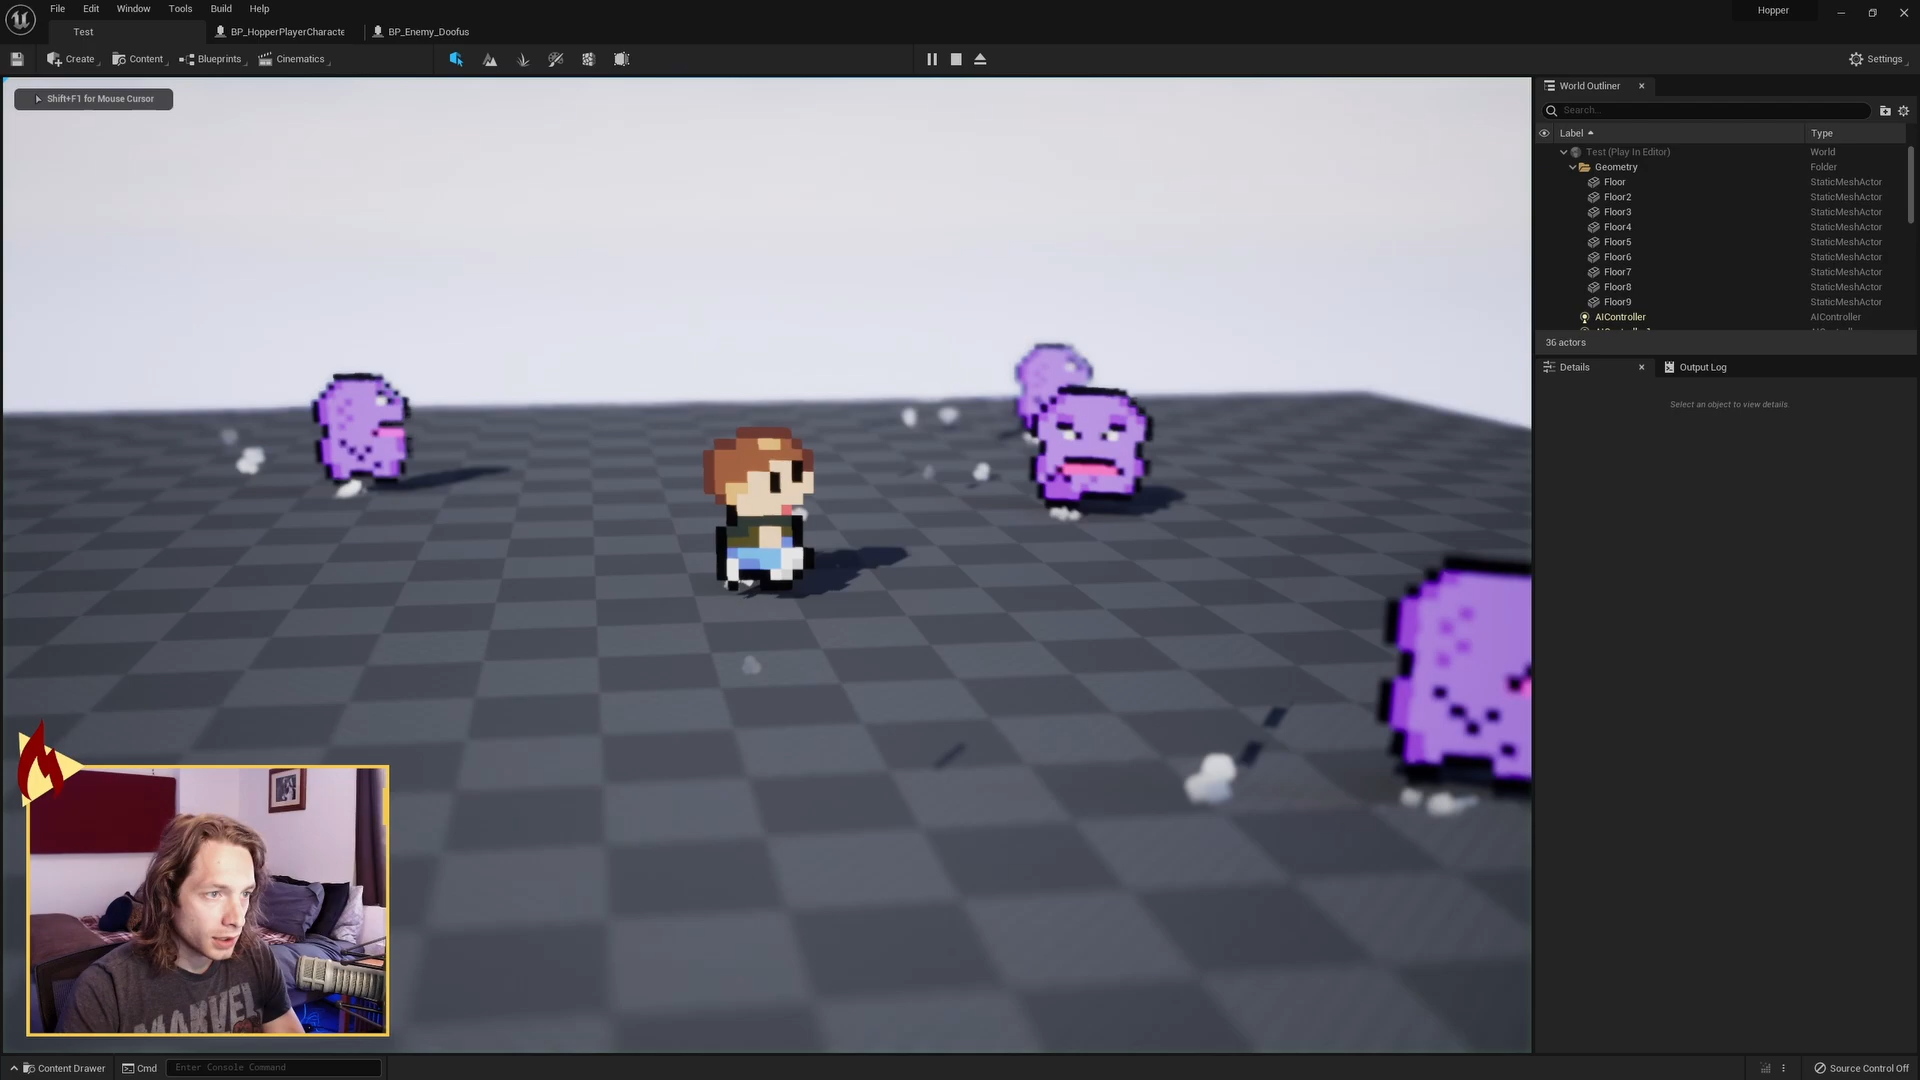 File Edit Window Tools Build Help
Hopper
Test
BP_HopperPlayerCharacte
BP_Enemy_Doofus
Create Content Blueprints Cinematics
Settings
Shift+F1 for Mouse Cursor
World Outliner
Search...
Label Type
Test (Play In Editor) World
Geometry Folder
Floor StaticMeshActor
Floor2 StaticMeshActor
Floor3 StaticMeshActor
Floor4 StaticMeshActor
Floor5 StaticMeshActor
Floor6 StaticMeshActor
Floor7 StaticMeshActor
Floor8 StaticMeshActor
Floor9 StaticMeshActor
AIController AIController
36 actors
Details
Output Log
Select an object to view details.
MARVEL
Content Drawer Cmd Enter Console Command
Source Control Off